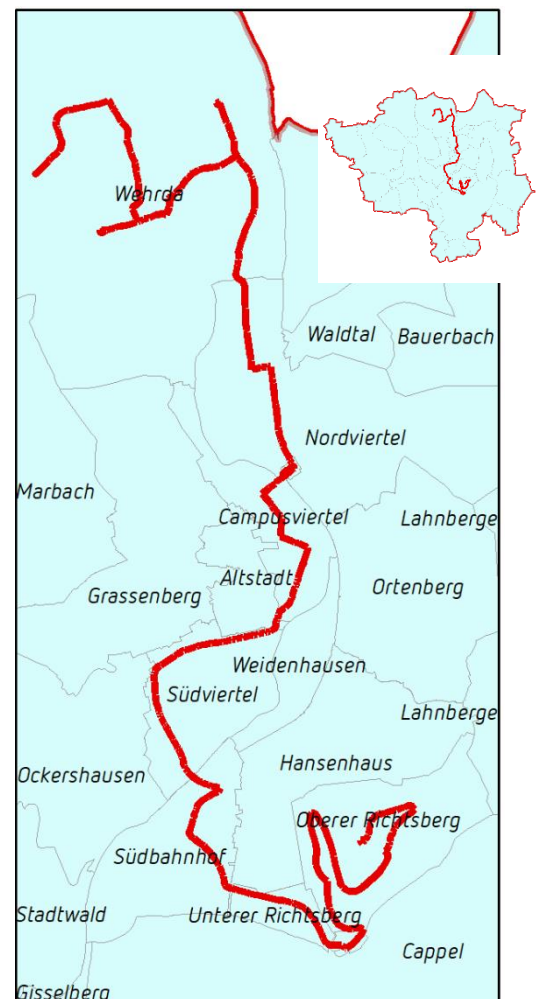 Wehrda
Waldtal
Bauerbach
Nordviertel
Marbach
Campusviertel
Lahnberge
Altstadt
Ortenberg
Grassenberg
Weidenhausen
Südviertel
Lahnberge
Hansenhaus
Ockershausen
Oberer Richtsberg
Südbahnhof
Stadtwald
Unterer Richtsberg
Cappel
Gisselberg